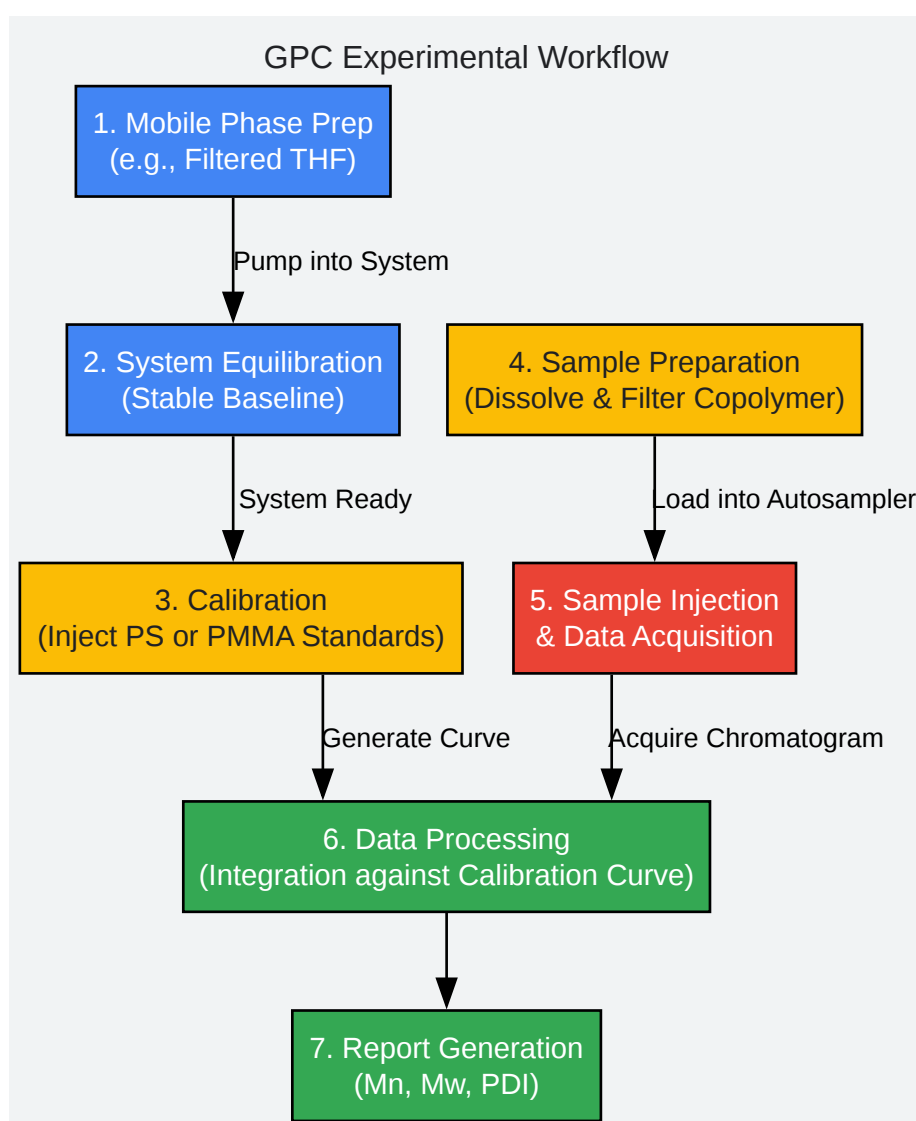 GPC Experimental Workflow
1. Mobile Phase Prep
(e.g., Filtered THF)
Pump into System
2. System Equilibration
(Stable Baseline)
4. Sample Preparation
(Dissolve & Filter Copolymer)
System Ready
Load into Autosampler
3. Calibration
(Inject PS or PMMA Standards)
5. Sample Injection
& Data Acquisition
Generate Curve
Acquire Chromatogram
6. Data Processing
(Integration against Calibration Curve)
7. Report Generation
(Mn, Mw, PDI)